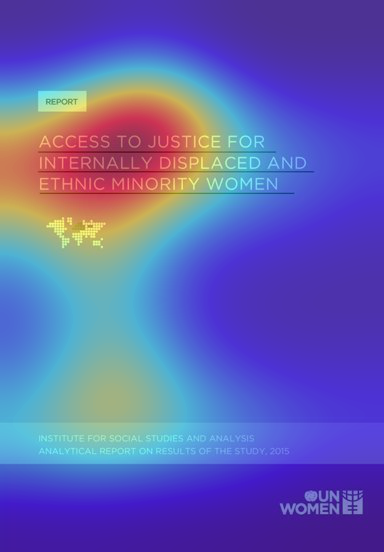 REPORT
ACCESS TO JUSTICE FOR
INTERNALLY DISPLACED AND
ETHNIC MINORITY WOMEN
INSTITUTE FOR SOCIAL STUDIES AND ANALYSIS
ANALYTICAL REPORT ON RESULTS OF THE STUDY, 2015
UN
WOMEN